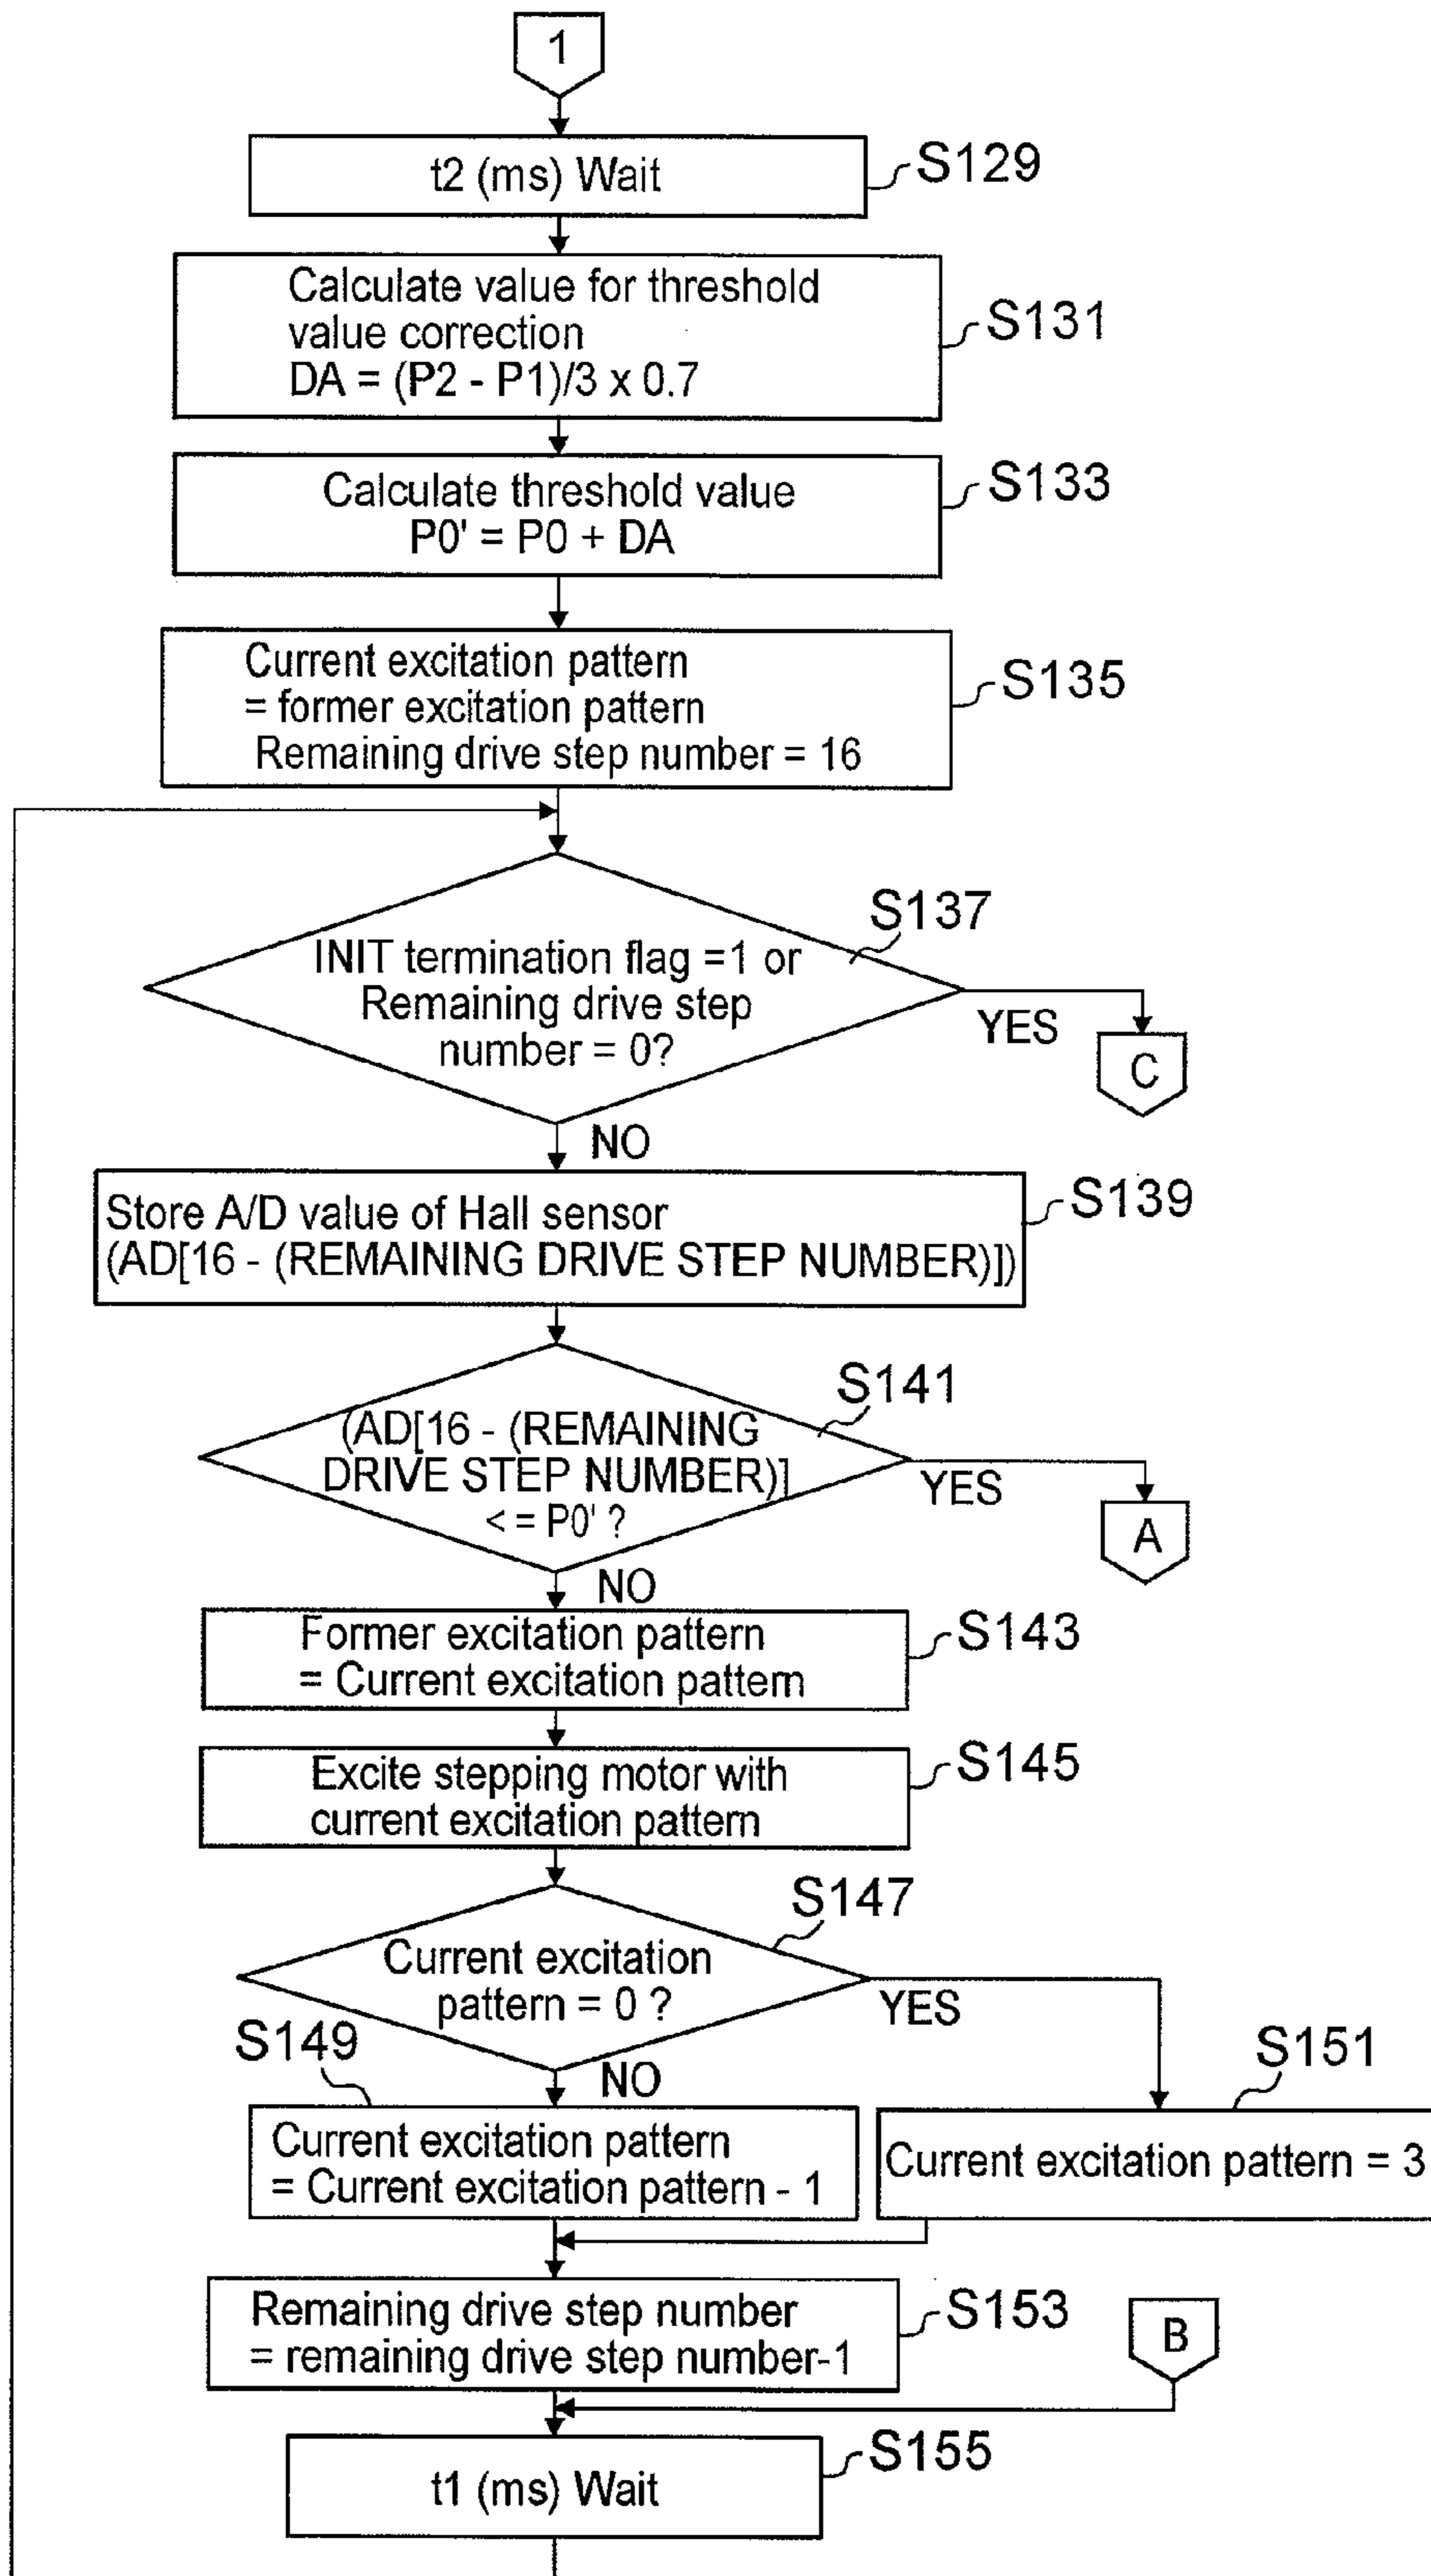 1
t2 (ms) Wait
S129
Calculate value for threshold
value correction
DA = (P2 - P1)/3 x 0.7
S131
Calculate threshold value
P0' = P0 + DA
S133
Current excitation pattern
= former excitation pattern
Remaining drive step number = 16
S135
S137
INIT termination flag =1 or
Remaining drive step
number = 0?
YES
C
NO
Store A/D value of Hall sensor
(AD[16 - (REMAINING DRIVE STEP NUMBER)])
S139
S141
(AD[16 - (REMAINING
DRIVE STEP NUMBER)]
< = P0' ?
YES
A
NO
Former excitation pattern
= Current excitation pattern
S143
Excite stepping motor with
current excitation pattern
S145
S147
Current excitation
pattern = 0 ?
YES
S149
NO
S151
Current excitation pattern
= Current excitation pattern - 1
Current excitation pattern = 3
Remaining drive step number
= remaining drive step number-1
S153
B
t1 (ms) Wait
S155